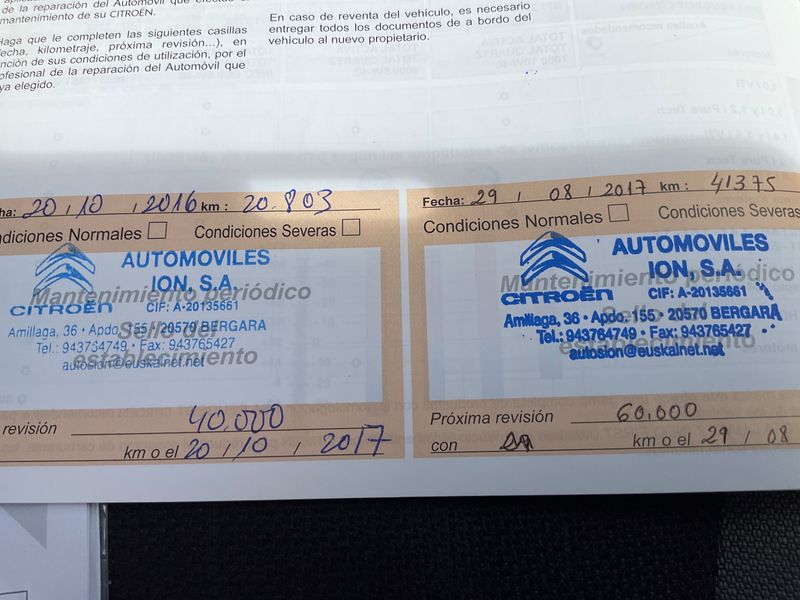 de la reparación del Automóvil que
mantenimiento de su CITROËN.
Haga que le completen las siguientes casillas
fecha, kilometraje, próxima revisión...), en
nción de sus condiciones de utilización, por el
ofesional de la reparación del Automóvil que
ya elegido.
En caso de reventa del vehículo, es necesario
entregar todos los documentos de a bordo del
vehículo al nuevo propietario.
ha: 20 / 10 / 2016 km: 20.803
ndiciones Normales Condiciones Severas
AUTOMOVILES
ION, S.A.
Mantenimiento periódico
CITROËN CIF: A-20135661
Amillaga, 36 • Apdo. 155 / 20570 BERGARA
Sello del
Tel.: 943764749 • Fax: 943765427
establecimiento
autosion@euskalnet.net
revisión 40.000
km o el 20 / 10 / 2017
Fecha: 29 / 08 / 2017 km: 41375
Condiciones Normales Condiciones Severas
AUTOMOVILES
ION, S.A.
Mantenimiento periódico
CITROËN CIF: A-20135661
Amillaga, 36 • Apdo. 155 • 20570 BERGARA
Tel.: 943764749 • Fax: 943765427
establecimiento
autosion@euskalnet.net
Próxima revisión 60.000
con km o el 29 / 08